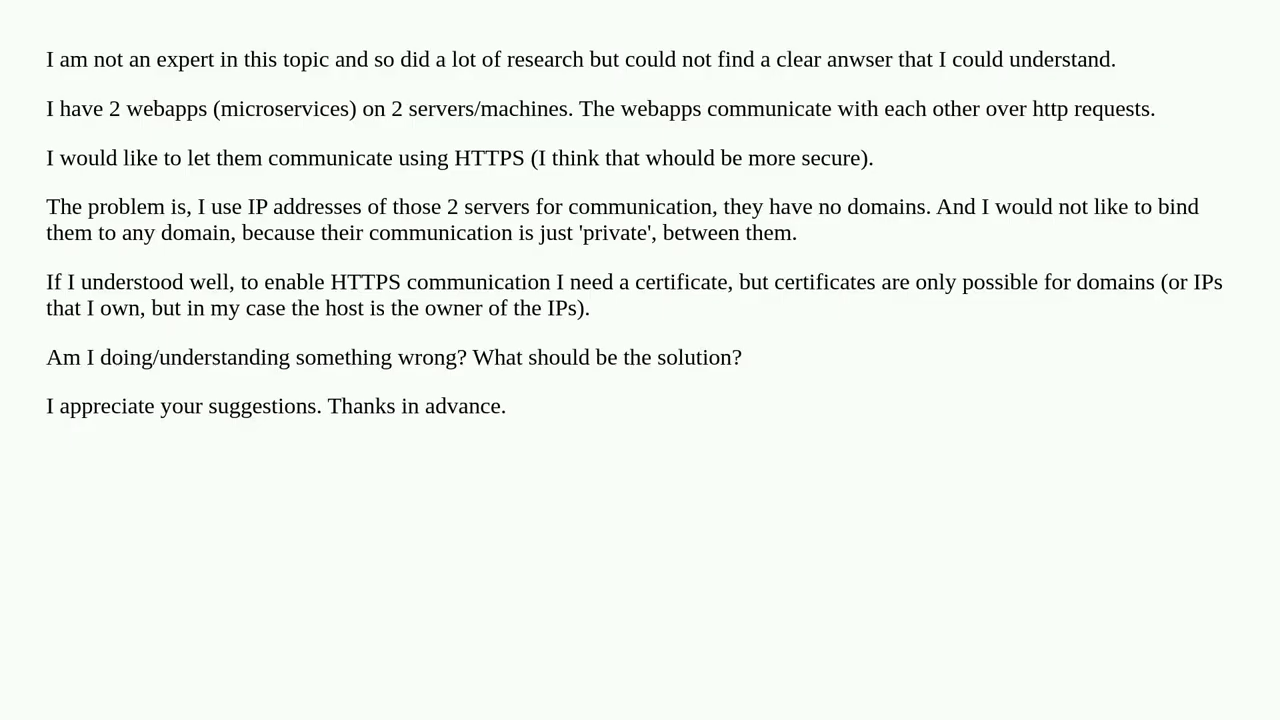 I am not an expert in this topic and so did a lot of research but could not find a clear anwser that I could understand.
I have 2 webapps (microservices) on 2 servers/machines. The webapps communicate with each other over http requests.
I would like to let them communicate using HTTPS (I think that whould be more secure).
The problem is, I use IP addresses of those 2 servers for communication, they have no domains. And I would not like to bind
them to any domain, because their communication is just 'private', between them.
If I understood well, to enable HTTPS communication I need a certificate, but certificates are only possible for domains (or IPs
that I own, but in my case the host is the owner of the IPs).
Am I doing/understanding something wrong? What should be the solution?
I appreciate your suggestions. Thanks in advance.